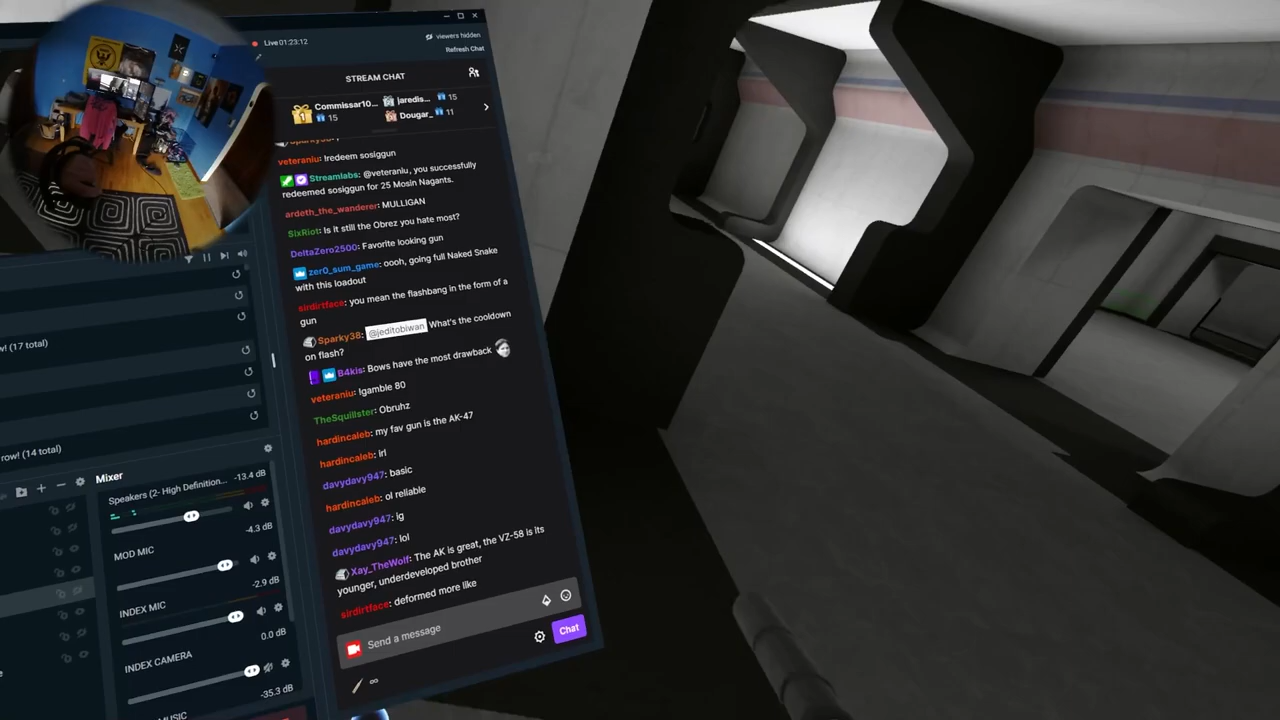 Live 01:23:12
viewers hidden
Refresh Chat
STREAM CHAT
1
Commissar10...
15
jaredis... 15
Dougar_ 11
veteraniu: !redeem sosiggun
Streamlabs: @veteraniu, you successfully
redeemed sosiggun for 25 Mosin Nagants.
ardeth_the_wanderer: MULLIGAN
SixRiot: Is it still the Obrez you hate most?
DeltaZero2500: Favorite looking gun
zer0_sum_game: oooh, going full Naked Snake
with this loadout
sirdirtface: you mean the flashbang in the form of a
gun
Sparky38: @jeditobiwan What's the cooldown
on flash?
B4kis: Bows have the most drawback
veteraniu: !gamble 80
TheSquillster: Obruhz
hardincaleb: my fav gun is the AK-47
hardincaleb: irl
davydavy947: basic
hardincaleb: ol reliable
davydavy947: ig
davydavy947: lol
Xay_TheWolf: The AK is great, the VZ-58 is its
younger, underdeveloped brother
sirdirtface: deformed more like
Send a message
Chat
w! (17 total)
row! (14 total)
Mixer
Speakers (2- High Definition...
-13.4 dB
MOD MIC
-4.3 dB
INDEX MIC
-2.9 dB
INDEX CAMERA
0.0 dB
MUSIC
-35.3 dB